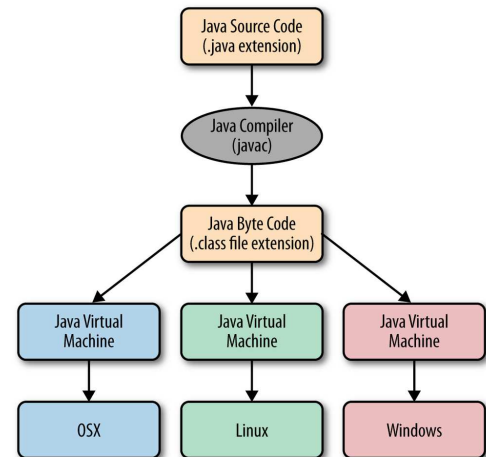 Java Source Code
(.java extension)
Java Compiler
(javac)
Java Byte Code
(.class file extension)
Java Virtual
Machine
Java Virtual
Machine
Java Virtual
Machine
OSX
Linux
Windows